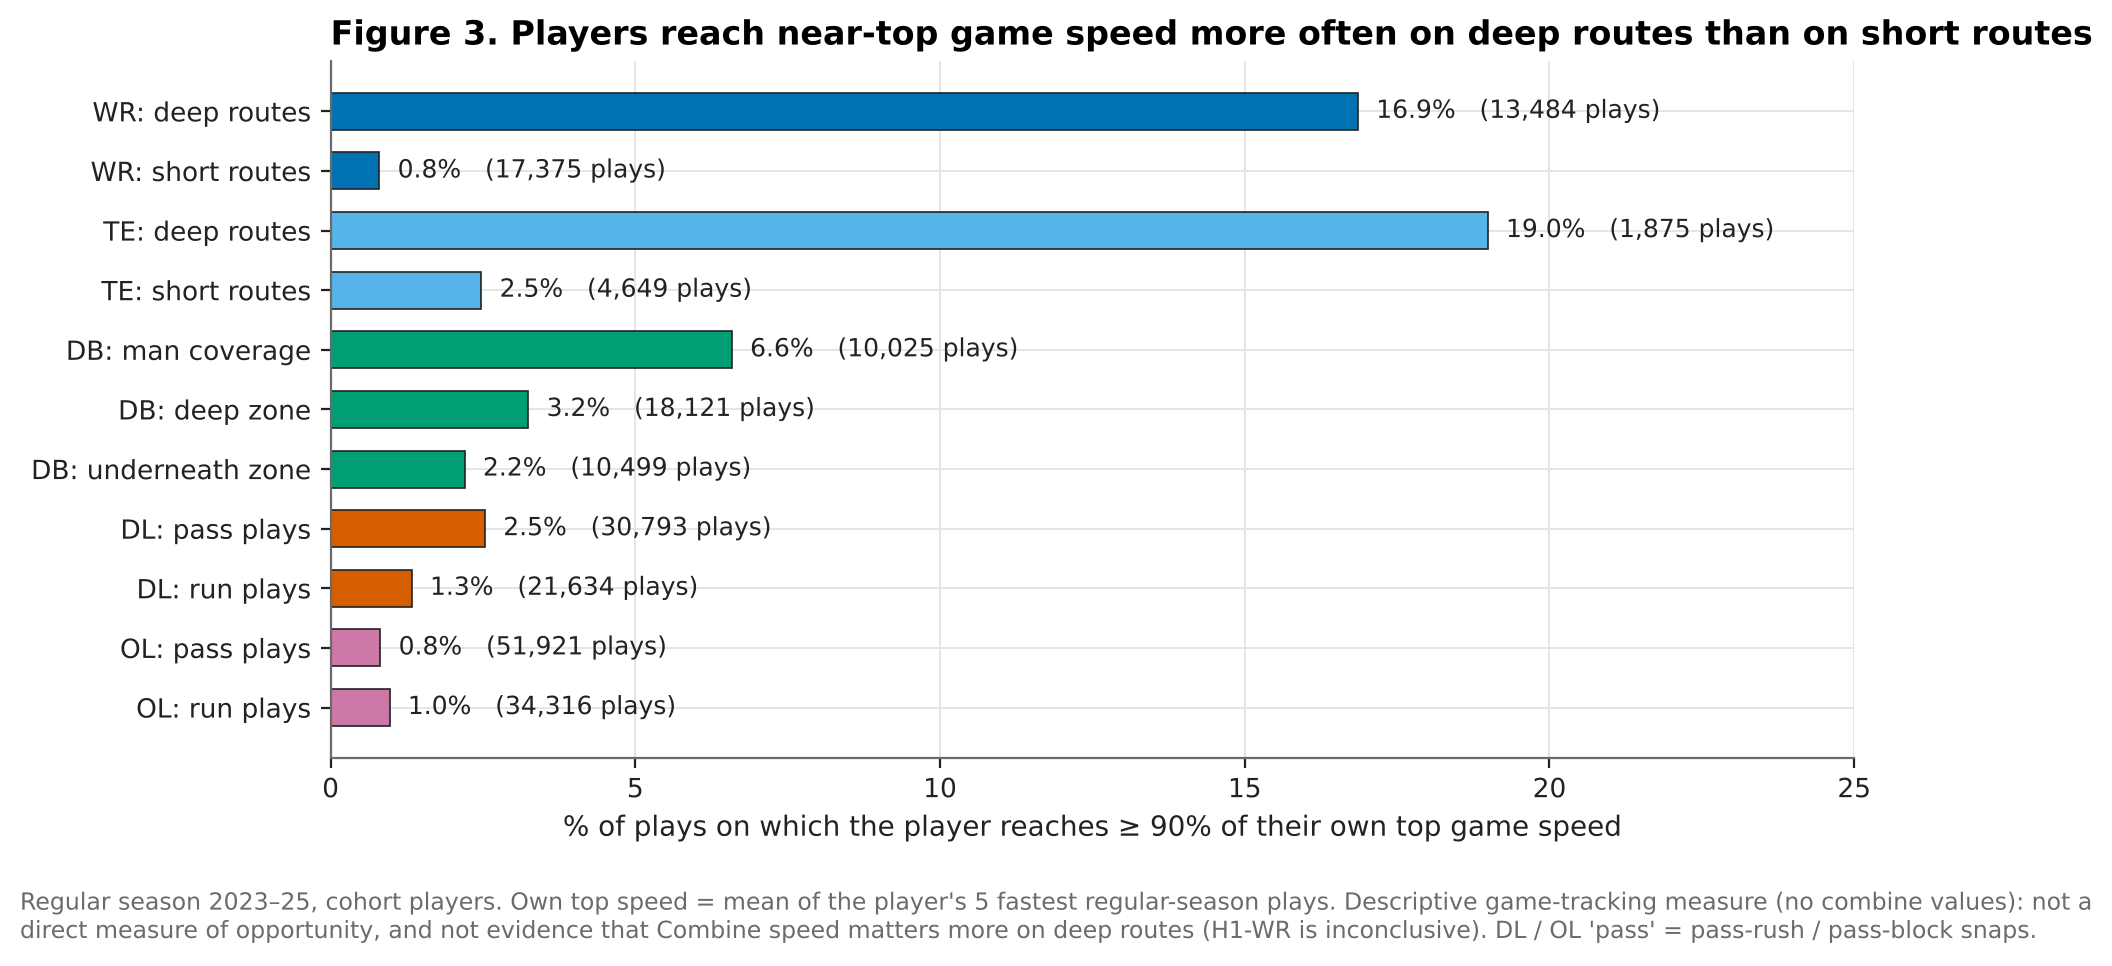 Figure 3. Players reach near-top game speed more often on deep routes than on short routes
WR: deep routes 16.9% (13,484 plays)
WR: short routes 0.8% (17,375 plays)
TE: deep routes 19.0% (1,875 plays)
TE: short routes 2.5% (4,649 plays)
DB: man coverage 6.6% (10,025 plays)
DB: deep zone 3.2% (18,121 plays)
DB: underneath zone 2.2% (10,499 plays)
DL: pass plays 2.5% (30,793 plays)
DL: run plays 1.3% (21,634 plays)
OL: pass plays 0.8% (51,921 plays)
OL: run plays 1.0% (34,316 plays)
0 5 10 15 20 25
% of plays on which the player reaches ≥ 90% of their own top game speed
Regular season 2023–25, cohort players. Own top speed = mean of the player's 5 fastest regular-season plays. Descriptive game-tracking measure (no combine values): not a
direct measure of opportunity, and not evidence that Combine speed matters more on deep routes (H1-WR is inconclusive). DL / OL 'pass' = pass-rush / pass-block snaps.